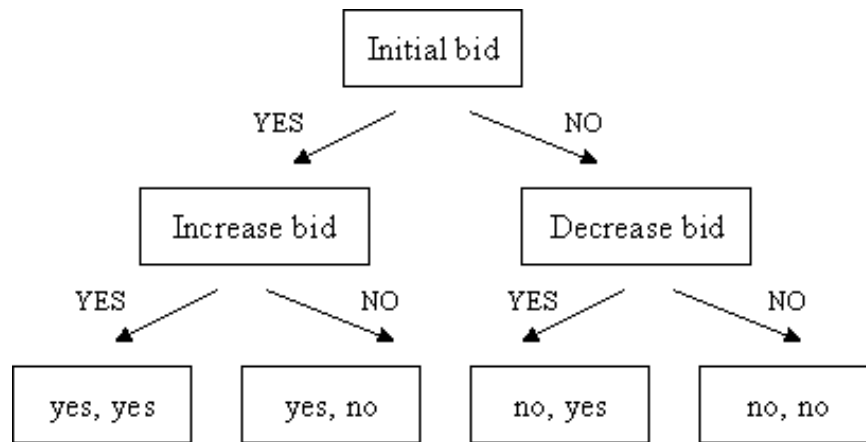 Initial bid
YES
NO
Increase bid
Decrease bid
YES
NO
YES
NO
yes, yes
yes, no
no, yes
no, no